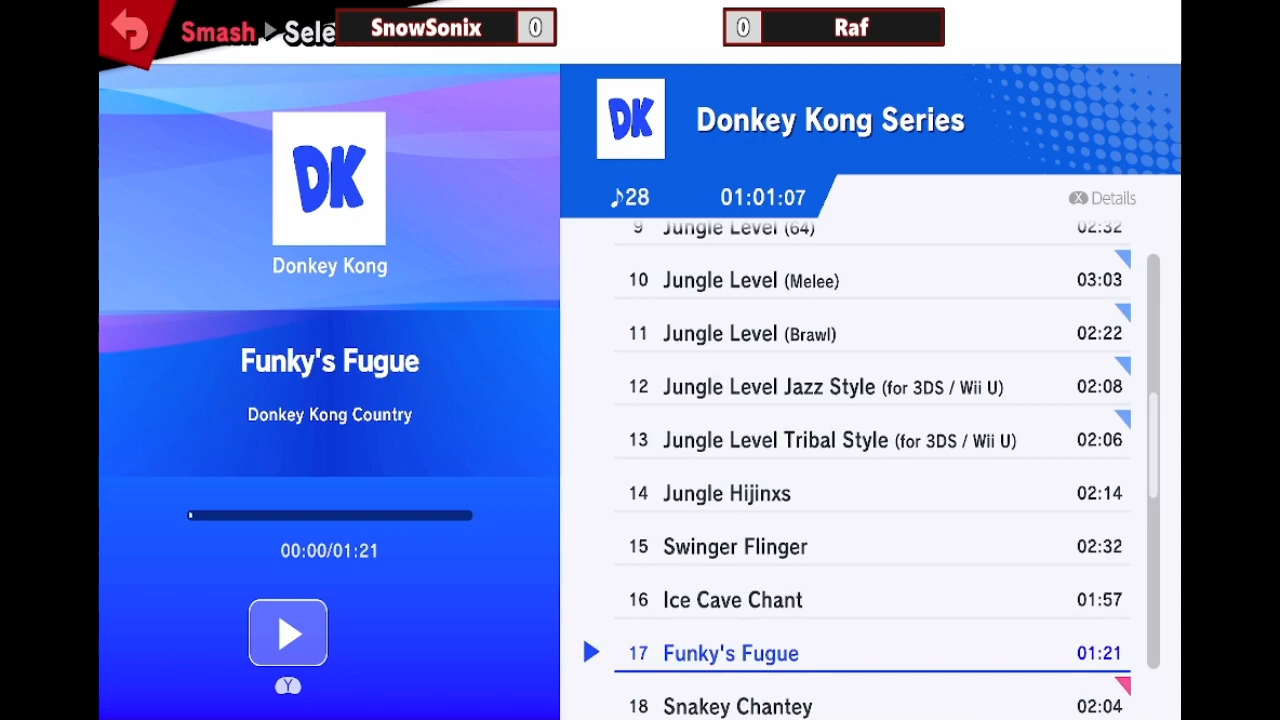 Smash Sele
SnowSonix 0
0 Raf
DK
Donkey Kong
Funky's Fugue
Donkey Kong Country
00:00/01:21
Y
DK Donkey Kong Series
♪28 01:01:07
X Details
9 Jungle Level (64) 02:32
10 Jungle Level (Melee) 03:03
11 Jungle Level (Brawl) 02:22
12 Jungle Level Jazz Style (for 3DS / Wii U) 02:08
13 Jungle Level Tribal Style (for 3DS / Wii U) 02:06
14 Jungle Hijinxs 02:14
15 Swinger Flinger 02:32
16 Ice Cave Chant 01:57
17 Funky's Fugue 01:21
18 Snakey Chantey 02:04